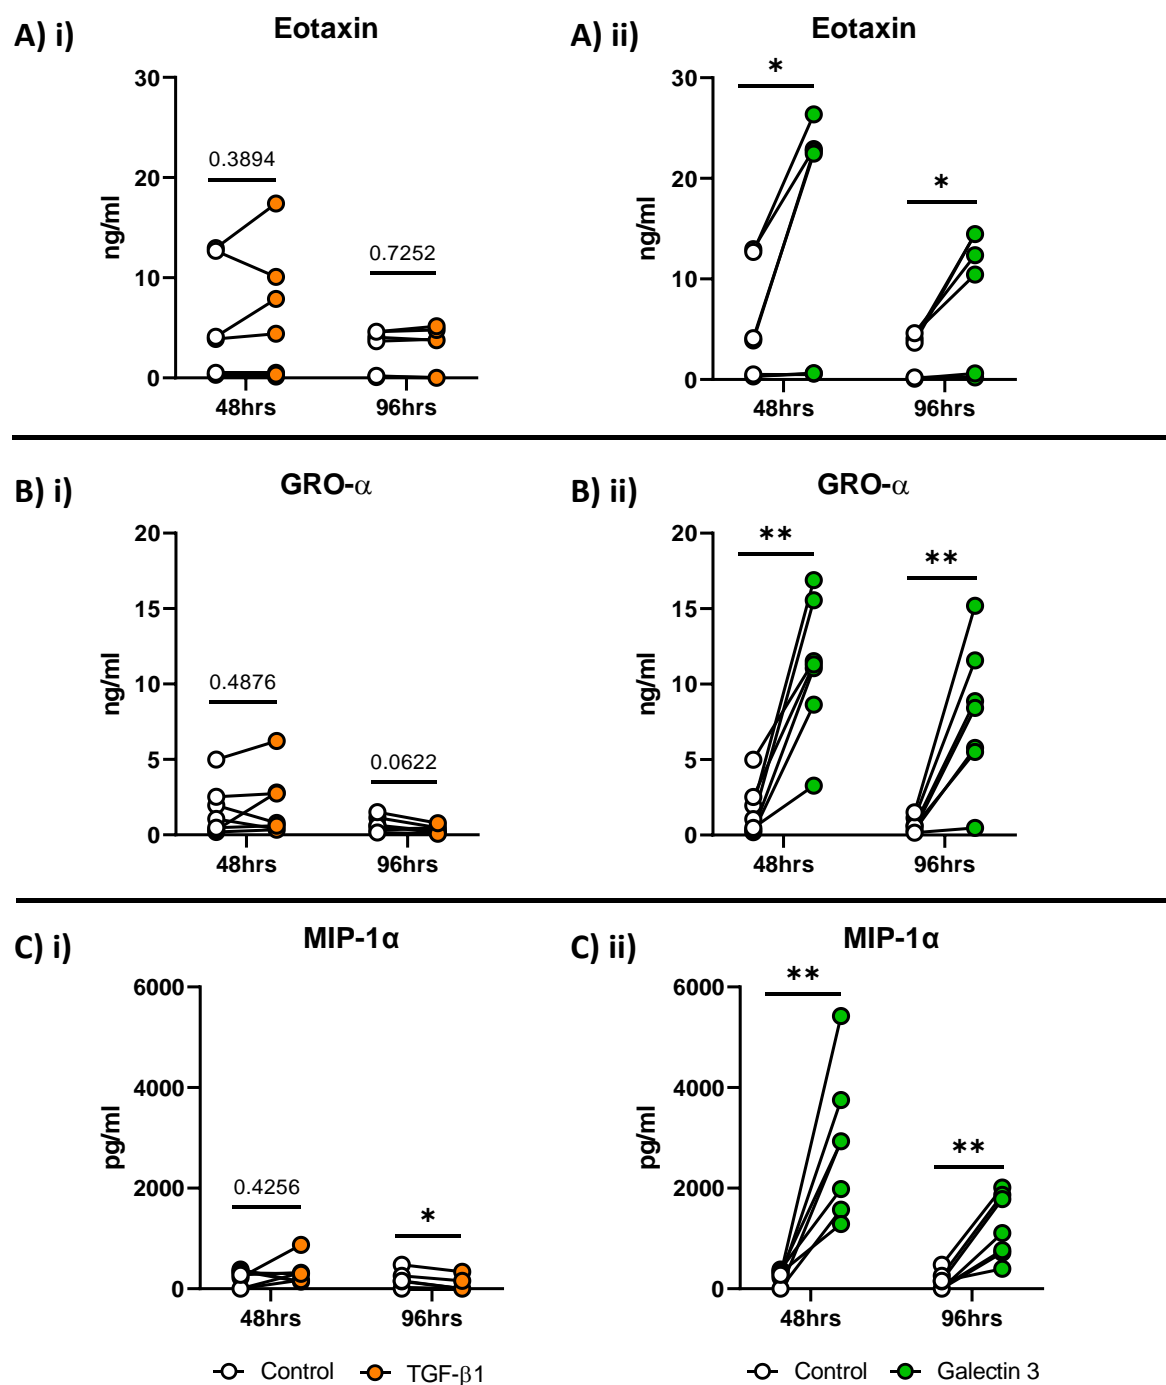 A) i) Eotaxin
30
20
10
0
ng/ml
0.3894
0.7252
48hrs 96hrs
A) ii) Eotaxin
30
20
10
0
ng/ml
*
*
48hrs 96hrs
B) i) GRO-α
20
15
10
5
0
ng/ml
0.4876
0.0622
48hrs 96hrs
B) ii) GRO-α
20
15
10
5
0
ng/ml
**
**
48hrs 96hrs
C) i) MIP-1α
6000
4000
2000
0
pg/ml
0.4256
*
48hrs 96hrs
C) ii) MIP-1α
6000
4000
2000
0
pg/ml
**
**
48hrs 96hrs
Control TGF-β1
Control Galectin 3